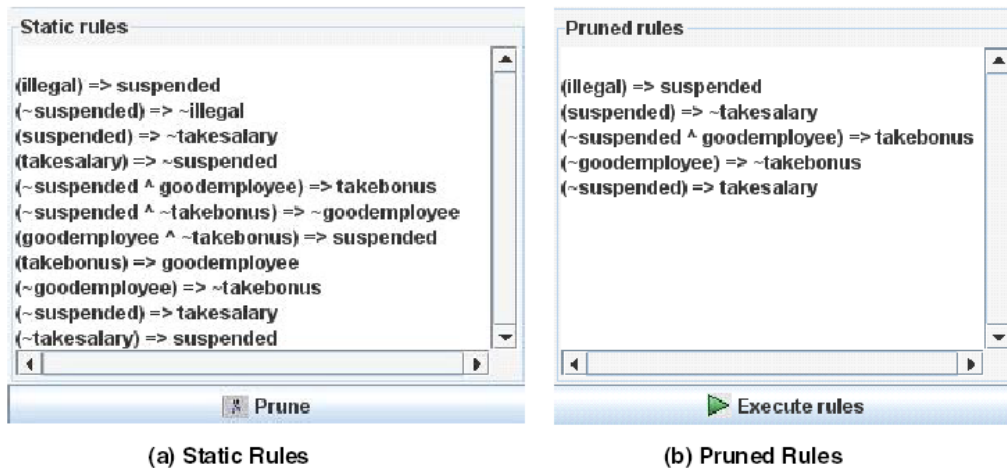 Static rules
(illegal) => suspended
(~suspended) => ~illegal
(suspended) => ~takesalary
(takesalary) => ~suspended
(~suspended ^ goodemployee) => takebonus
(~suspended ^ ~takebonus) => ~goodemployee
(goodemployee ^ ~takebonus) => suspended
(takebonus) => goodemployee
(~goodemployee) => ~takebonus
(~suspended) => takesalary
(~takesalary) => suspended
Prune
(a) Static Rules
Pruned rules
(illegal) => suspended
(suspended) => ~takesalary
(~suspended ^ goodemployee) => takebonus
(~goodemployee) => ~takebonus
(~suspended) => takesalary
Execute rules
(b) Pruned Rules